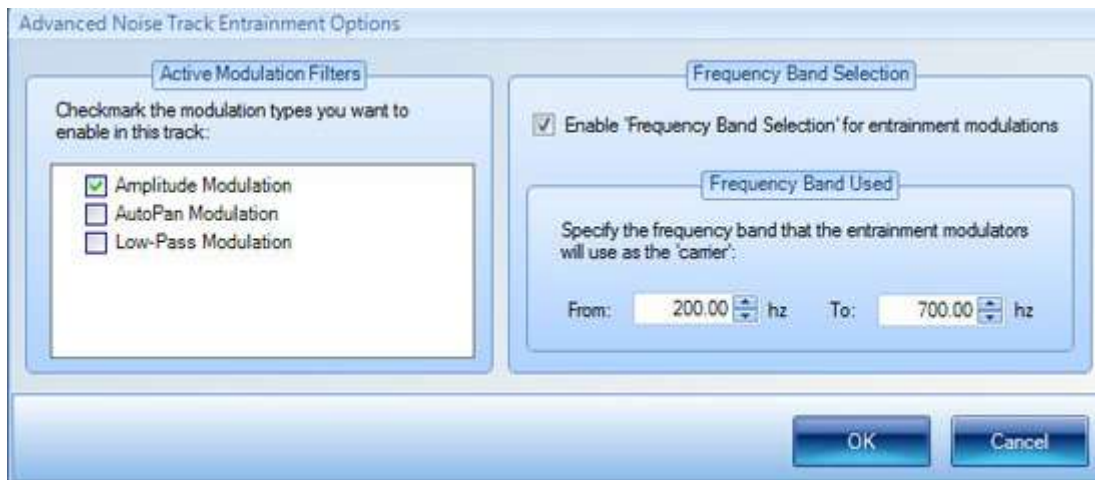 Advanced Noise Track Entrainment Options
Active Modulation Filters
Checkmark the modulation types you want to
enable in this track:
Amplitude Modulation
AutoPan Modulation
Low-Pass Modulation
Frequency Band Selection
Enable 'Frequency Band Selection' for entrainment modulations
Frequency Band Used
Specify the frequency band that the entrainment modulators
will use as the 'carrier':
From: 200.00 hz To: 700.00 hz
OK Cancel